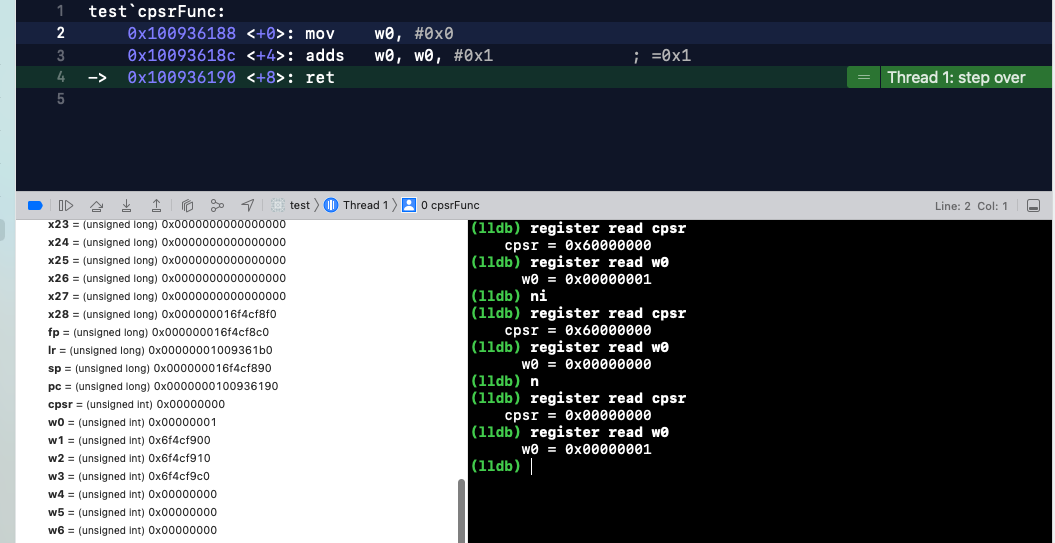 1 test`cpsrFunc:
2 0x100936188 <+0>: mov w0, #0x0
3 0x10093618c <+4>: adds w0, w0, #0x1 ; =0x1
4 -> 0x100936190 <+8>: ret = Thread 1: step over
5
test 〉 Thread 1 〉 0 cpsrFunc Line: 2 Col: 1
x23 = (unsigned long) 0x0000000000000000
x24 = (unsigned long) 0x0000000000000000
x25 = (unsigned long) 0x0000000000000000
x26 = (unsigned long) 0x0000000000000000
x27 = (unsigned long) 0x0000000000000000
x28 = (unsigned long) 0x000000016f4cf8f0
fp = (unsigned long) 0x000000016f4cf8c0
lr = (unsigned long) 0x00000001009361b0
sp = (unsigned long) 0x000000016f4cf890
pc = (unsigned long) 0x0000000100936190
cpsr = (unsigned int) 0x00000000
w0 = (unsigned int) 0x00000001
w1 = (unsigned int) 0x6f4cf900
w2 = (unsigned int) 0x6f4cf910
w3 = (unsigned int) 0x6f4cf9c0
w4 = (unsigned int) 0x00000000
w5 = (unsigned int) 0x00000000
w6 = (unsigned int) 0x00000000
(lldb) register read cpsr
cpsr = 0x60000000
(lldb) register read w0
w0 = 0x00000001
(lldb) ni
(lldb) register read cpsr
cpsr = 0x60000000
(lldb) register read w0
w0 = 0x00000000
(lldb) n
(lldb) register read cpsr
cpsr = 0x00000000
(lldb) register read w0
w0 = 0x00000001
(lldb)